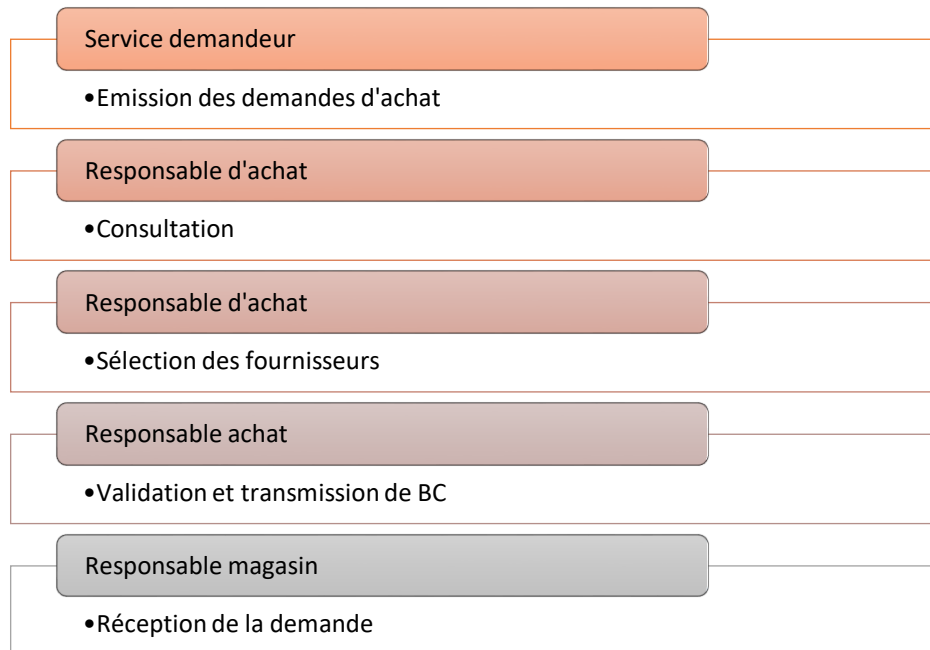 Service demandeur
•Emission des demandes d'achat
Responsable d'achat
•Consultation
Responsable d'achat
•Sélection des fournisseurs
Responsable achat
•Validation et transmission de BC
Responsable magasin
•Réception de la demande